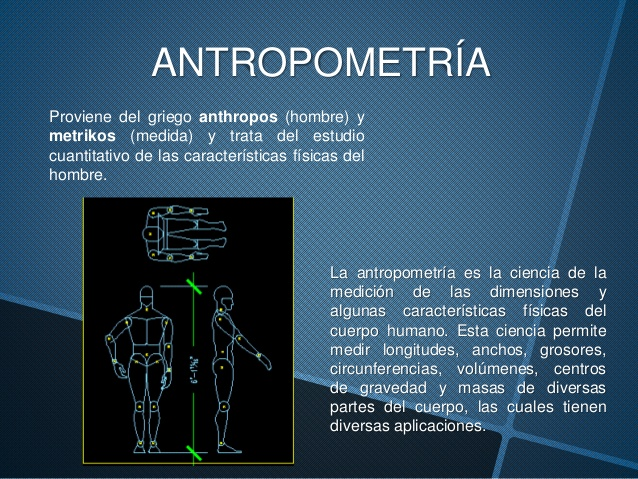 ANTROPOMETRÍA
Proviene del griego anthropos (hombre) y
metrikos (medida) y trata del estudio
cuantitativo de las características físicas del
hombre.
6'-1¾"
La antropometría es la ciencia de la
medición de las dimensiones y
algunas características físicas del
cuerpo humano. Esta ciencia permite
medir longitudes, anchos, grosores,
circunferencias, volúmenes, centros
de gravedad y masas de diversas
partes del cuerpo, las cuales tienen
diversas aplicaciones.